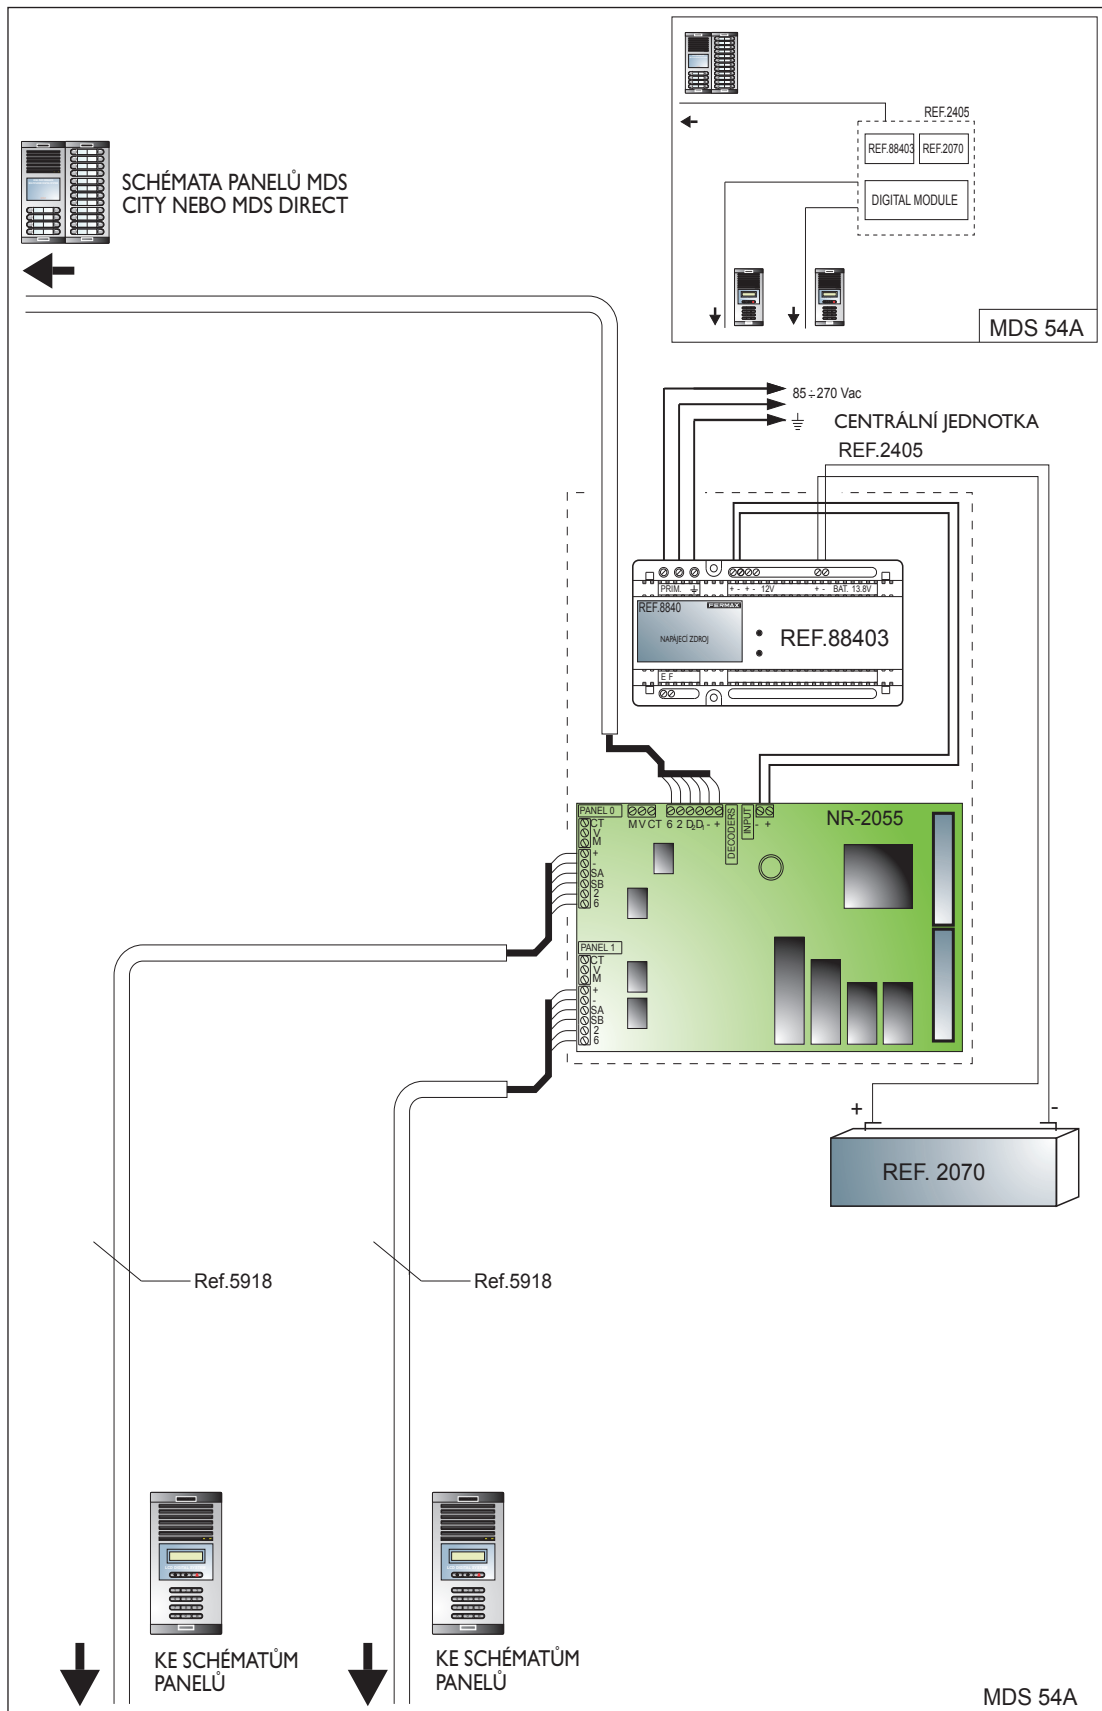 REF.2405
REF.88403
REF.2070
DIGITAL MODULE
MDS 54A
SCHÉMATA PANELŮ MDS
CITY NEBO MDS DIRECT
85÷270 Vac
CENTRÁLNÍ JEDNOTKA
REF.2405
PRIM.
+ - + - 12V
+ - BAT. 13.8V
REF.8840
FERMAX
NAPÁJECÍ ZDROJ
REF.88403
E F
PANEL 0
M V CT 6 2 D2 D1 - +
DECODERS
INPUT
- +
NR-2055
CT
V
M
+
-
SA
SB
2
6
PANEL 1
CT
V
M
+
-
SA
SB
2
6
+
-
REF. 2070
Ref.5918
Ref.5918
KE SCHÉMATŮM
PANELŮ
KE SCHÉMATŮM
PANELŮ
MDS 54A